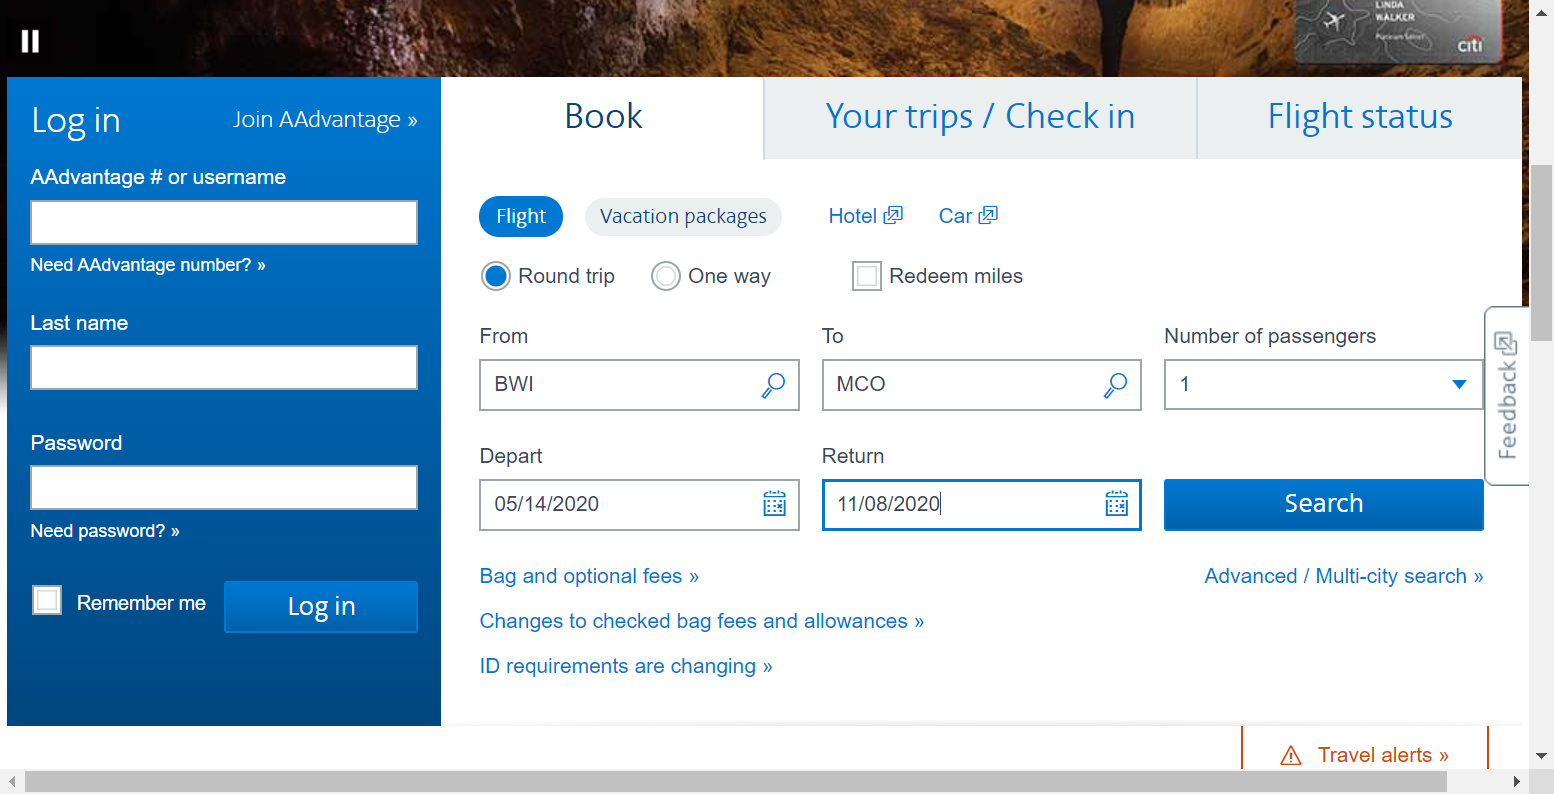 LINDA
WALKER
Platinum Select
citi
Log in
Join AAdvantage »
AAdvantage # or username
Need AAdvantage number? »
Last name
Password
Need password? »
Remember me
Log in
Book
Your trips / Check in
Flight status
Flight
Vacation packages
Hotel
Car
Round trip
One way
Redeem miles
From
To
Number of passengers
BWI
MCO
1
Depart
Return
05/14/2020
11/08/2020
Search
Bag and optional fees »
Advanced / Multi-city search »
Changes to checked bag fees and allowances »
ID requirements are changing »
Feedback
Travel alerts »